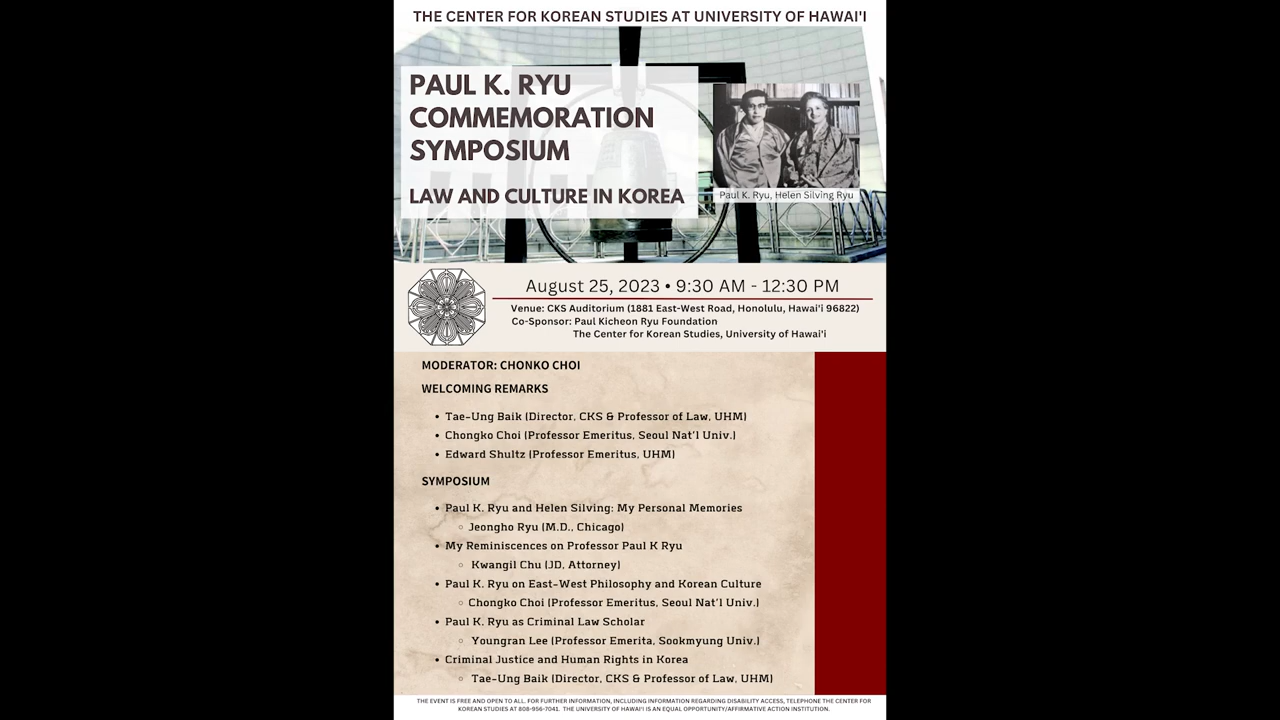 THE CENTER FOR KOREAN STUDIES AT UNIVERSITY OF HAWAI'I
PAUL K. RYU
COMMEMORATION
SYMPOSIUM
LAW AND CULTURE IN KOREA
Paul K. Ryu, Helen Silving Ryu
August 25, 2023 • 9:30 AM - 12:30 PM
Venue: CKS Auditorium (1881 East-West Road, Honolulu, Hawai'i 96822)
Co-Sponsor: Paul Kicheon Ryu Foundation
The Center for Korean Studies, University of Hawai'i
MODERATOR: CHONKO CHOI
WELCOMING REMARKS
• Tae-Ung Baik (Director, CKS & Professor of Law, UHM)
• Chongko Choi (Professor Emeritus, Seoul Nat'l Univ.)
• Edward Shultz (Professor Emeritus, UHM)
SYMPOSIUM
• Paul K. Ryu and Helen Silving: My Personal Memories
◦ Jeongho Ryu (M.D., Chicago)
• My Reminiscences on Professor Paul K Ryu
◦ Kwangil Chu (JD, Attorney)
• Paul K. Ryu on East-West Philosophy and Korean Culture
◦ Chongko Choi (Professor Emeritus, Seoul Nat'l Univ.)
• Paul K. Ryu as Criminal Law Scholar
◦ Youngran Lee (Professor Emerita, Sookmyung Univ.)
• Criminal Justice and Human Rights in Korea
◦ Tae-Ung Baik (Director, CKS & Professor of Law, UHM)
THE EVENT IS FREE AND OPEN TO ALL. FOR FURTHER INFORMATION, INCLUDING INFORMATION REGARDING DISABILITY ACCESS, TELEPHONE THE CENTER FOR
KOREAN STUDIES AT 808-956-7041. THE UNIVERSITY OF HAWAI'I IS AN EQUAL OPPORTUNITY/AFFIRMATIVE ACTION INSTITUTION.